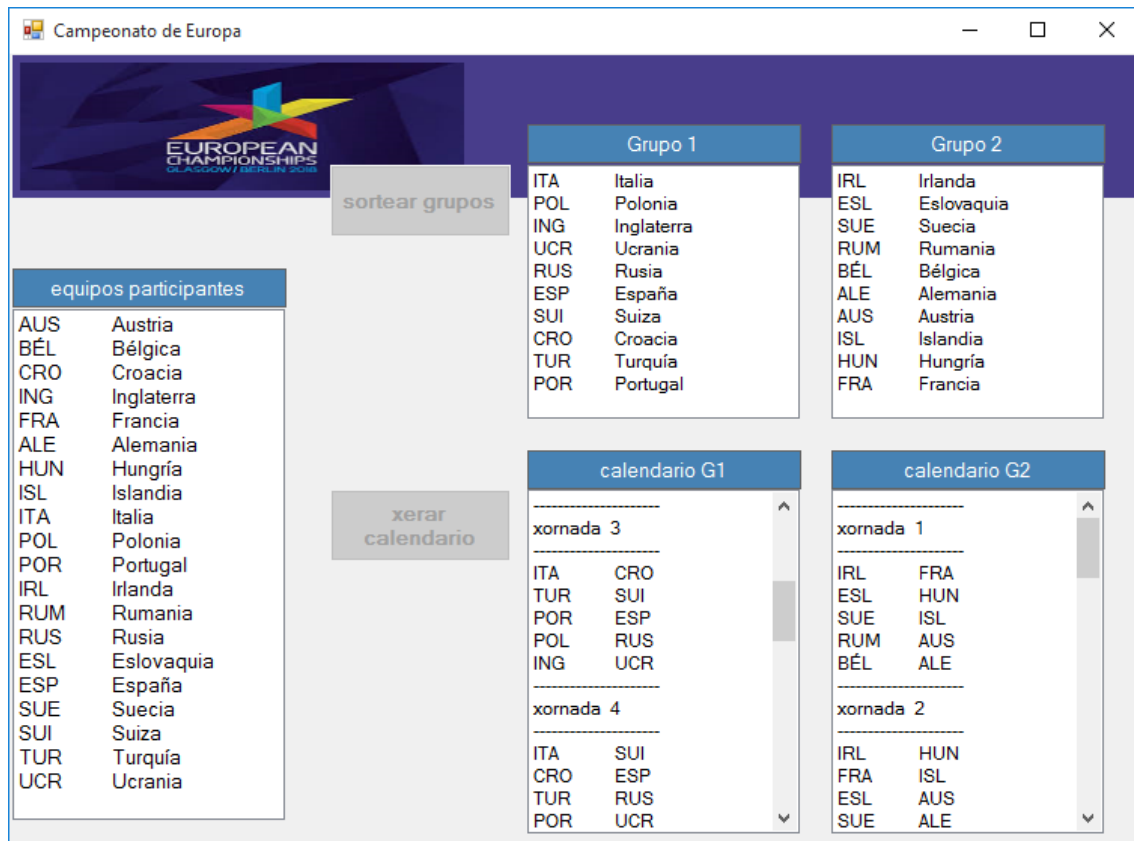 Campeonato de Europa
EUROPEAN
CHAMPIONSHIPS
GLASGOW / BERLIN 2018
sortear grupos
equipos participantes
AUS Austria
BÉL Bélgica
CRO Croacia
ING Inglaterra
FRA Francia
ALE Alemania
HUN Hungría
ISL Islandia
ITA Italia
POL Polonia
POR Portugal
IRL Irlanda
RUM Rumania
RUS Rusia
ESL Eslovaquia
ESP España
SUE Suecia
SUI Suiza
TUR Turquía
UCR Ucrania
xerar
calendario
Grupo 1
ITA Italia
POL Polonia
ING Inglaterra
UCR Ucrania
RUS Rusia
ESP España
SUI Suiza
CRO Croacia
TUR Turquía
POR Portugal
Grupo 2
IRL Irlanda
ESL Eslovaquia
SUE Suecia
RUM Rumania
BÉL Bélgica
ALE Alemania
AUS Austria
ISL Islandia
HUN Hungría
FRA Francia
calendario G1
---------------------
xornada 3
---------------------
ITA CRO
TUR SUI
POR ESP
POL RUS
ING UCR
---------------------
xornada 4
---------------------
ITA SUI
CRO ESP
TUR RUS
POR UCR
calendario G2
---------------------
xornada 1
---------------------
IRL FRA
ESL HUN
SUE ISL
RUM AUS
BÉL ALE
---------------------
xornada 2
---------------------
IRL HUN
FRA ISL
ESL AUS
SUE ALE